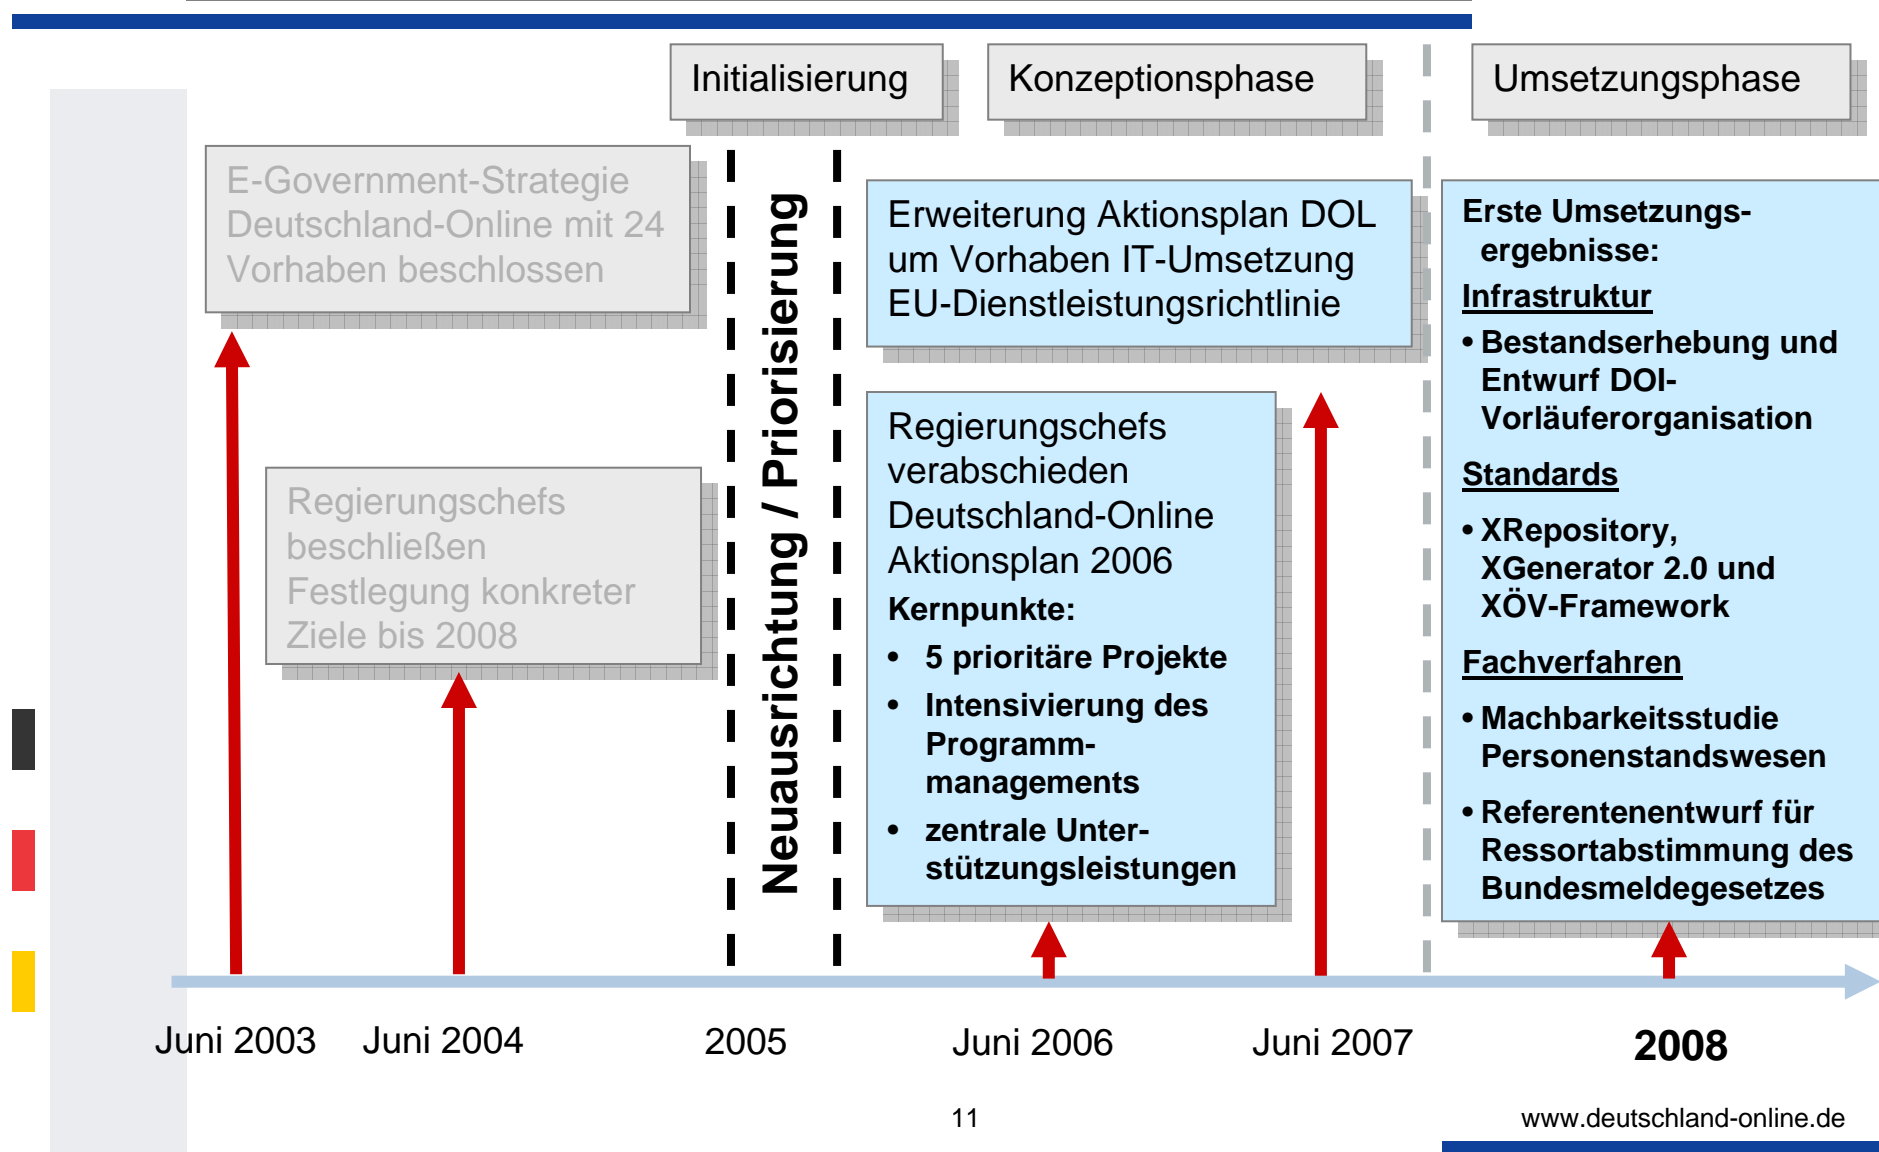 Initialisierung
Konzeptionsphase
Umsetzungsphase
E-Government-Strategie
Deutschland-Online mit 24
Vorhaben beschlossen
Regierungschefs
beschließen
Festlegung konkreter
Ziele bis 2008
Neuausrichtung / Priorisierung
Erweiterung Aktionsplan DOL
um Vorhaben IT-Umsetzung
EU-Dienstleistungsrichtlinie
Regierungschefs
verabschieden
Deutschland-Online
Aktionsplan 2006
Kernpunkte:
• 5 prioritäre Projekte
• Intensivierung des
Programm-
managements
• zentrale Unter-
stützungsleistungen
Erste Umsetzungs-
ergebnisse:
Infrastruktur
• Bestandserhebung und
Entwurf DOI-
Vorläuferorganisation
Standards
• XRepository,
XGenerator 2.0 und
XÖV-Framework
Fachverfahren
• Machbarkeitsstudie
Personenstandswesen
• Referentenentwurf für
Ressortabstimmung des
Bundesmeldegesetzes
Juni 2003
Juni 2004
2005
Juni 2006
Juni 2007
2008
11
www.deutschland-online.de